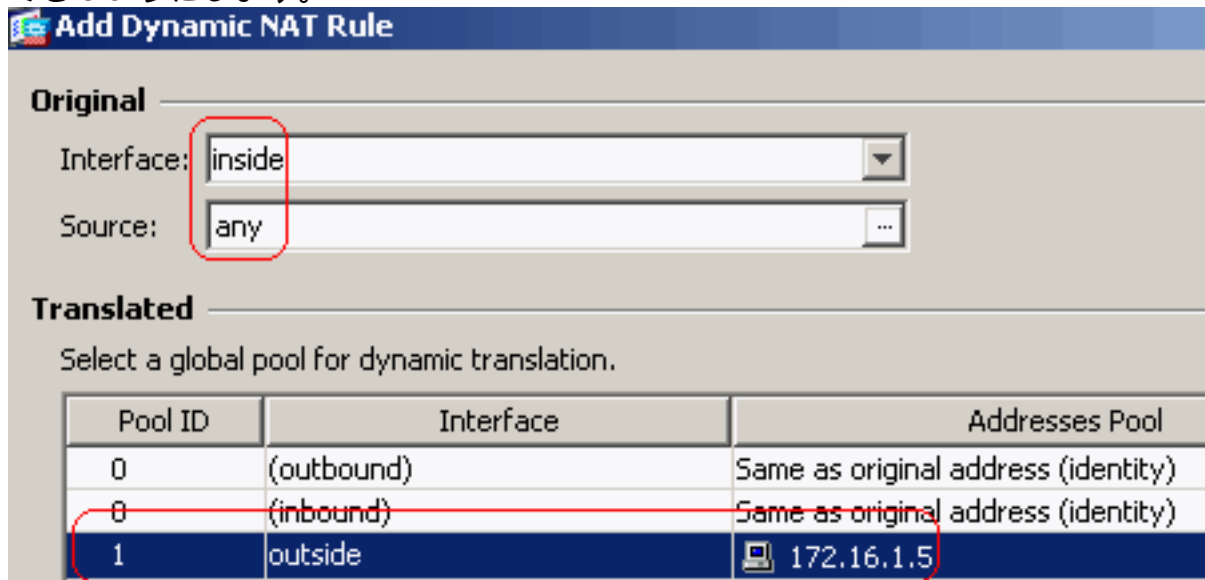 Add Dynamic NAT Rule
Original
Interface: inside
Source: any ...
Translated
Select a global pool for dynamic translation.
Pool ID Interface Addresses Pool
0 (outbound) Same as original address (identity)
0 (inbound) Same as original address (identity)
1 outside 172.16.1.5